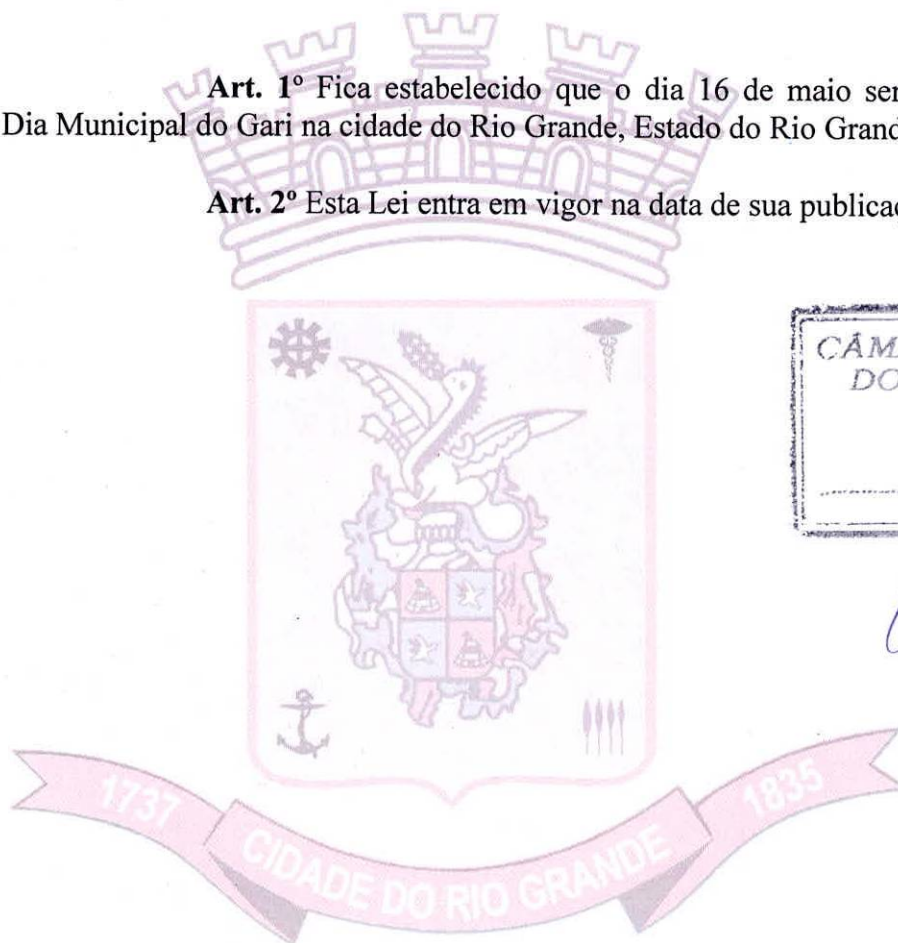 Art. 1º Fica estabelecido que o dia 16 de maio ser
Dia Municipal do Gari na cidade do Rio Grande, Estado do Rio Grand
Art. 2º Esta Lei entra em vigor na data de sua publicaç
CÂM
DO
1737
CIDADE DO RIO GRANDE
1835